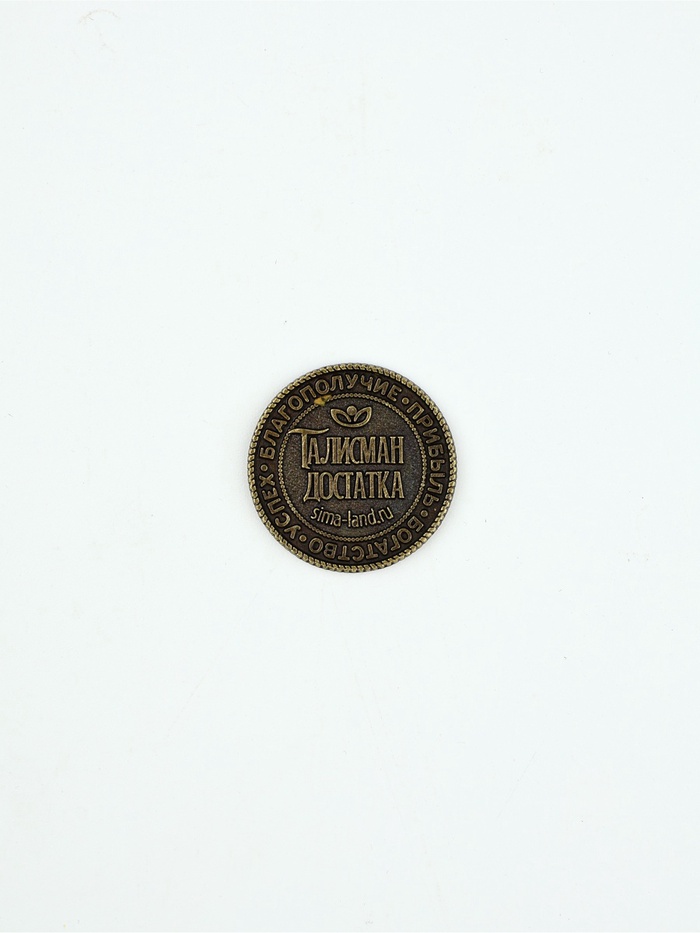 БЛАГОПОЛУЧИЕ • ПРИБЫЛЬ • БОГАТСТВО • УСПЕХ •
ТАЛИСМАН
ДОСТАТКА
sima-land.ru